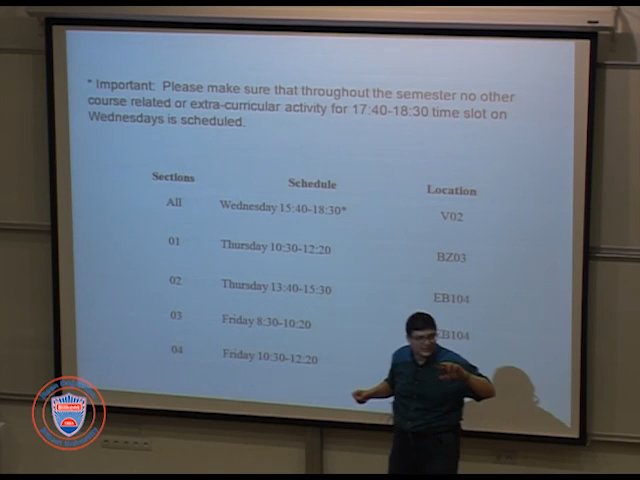 * Important: Please make sure that throughout the semester no other
course related or extra-curricular activity for 17:40-18:30 time slot on
Wednesdays is scheduled.
Sections Schedule Location
All Wednesday 15:40-18:30* V02
01 Thursday 10:30-12:20 BZ03
02 Thursday 13:40-15:30 EB104
03 Friday 8:30-10:20 EB104
04 Friday 10:30-12:20
Bilkent